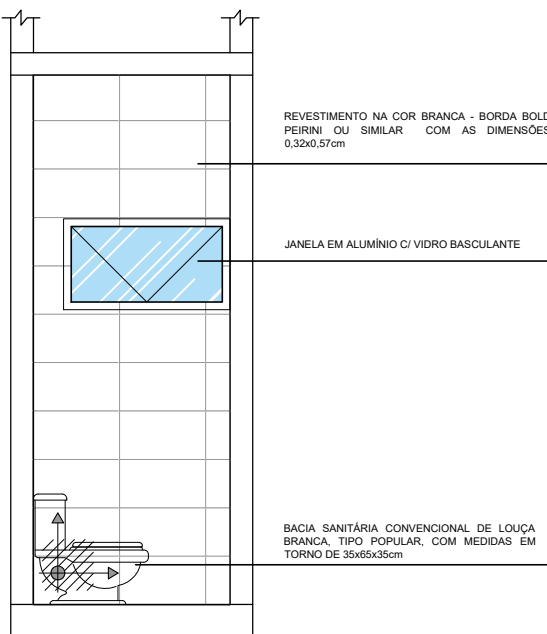 REVESTIMENTO NA COR BRANCA - BORDA BOLD
PEIRINI OU SIMILAR COM AS DIMENSÕES
0,32x0,57cm
JANELA EM ALUMÍNIO C/ VIDRO BASCULANTE
BACIA SANITÁRIA CONVENCIONAL DE LOUÇA
BRANCA, TIPO POPULAR, COM MEDIDAS EM
TORNO DE 35x65x35cm